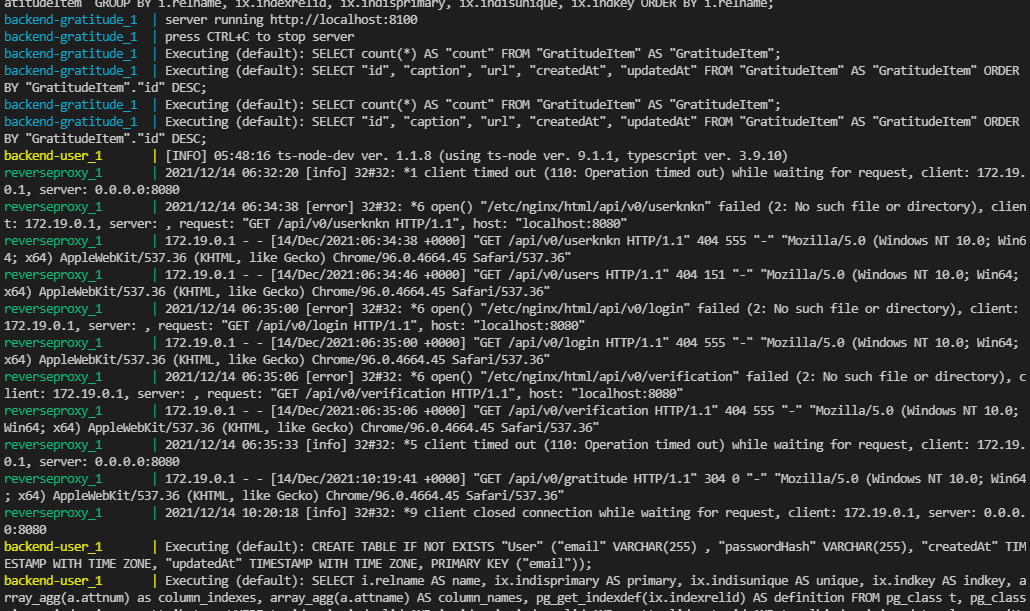 atitudeItem' GROUP BY i.relname, ix.indexrelid, ix.indisprimary, ix.indisunique, ix.indkey ORDER BY i.relname;
backend-gratitude_1  | server running http://localhost:8100
backend-gratitude_1  | press CTRL+C to stop server
backend-gratitude_1  | Executing (default): SELECT count(*) AS "count" FROM "GratitudeItem" AS "GratitudeItem";
backend-gratitude_1  | Executing (default): SELECT "id", "caption", "url", "createdAt", "updatedAt" FROM "GratitudeItem" AS "GratitudeItem" ORDER
BY "GratitudeItem"."id" DESC;
backend-gratitude_1  | Executing (default): SELECT count(*) AS "count" FROM "GratitudeItem" AS "GratitudeItem";
backend-gratitude_1  | Executing (default): SELECT "id", "caption", "url", "createdAt", "updatedAt" FROM "GratitudeItem" AS "GratitudeItem" ORDER
BY "GratitudeItem"."id" DESC;
backend-user_1       | [INFO] 05:48:16 ts-node-dev ver. 1.1.8 (using ts-node ver. 9.1.1, typescript ver. 3.9.10)
reverseproxy_1       | 2021/12/14 06:32:20 [info] 32#32: *1 client timed out (110: Operation timed out) while waiting for request, client: 172.19.
0.1, server: 0.0.0.0:8080
reverseproxy_1       | 2021/12/14 06:34:38 [error] 32#32: *6 open() "/etc/nginx/html/api/v0/userknkn" failed (2: No such file or directory), clien
t: 172.19.0.1, server: , request: "GET /api/v0/userknkn HTTP/1.1", host: "localhost:8080"
reverseproxy_1       | 172.19.0.1 - - [14/Dec/2021:06:34:38 +0000] "GET /api/v0/userknkn HTTP/1.1" 404 555 "-" "Mozilla/5.0 (Windows NT 10.0; Win6
4; x64) AppleWebKit/537.36 (KHTML, like Gecko) Chrome/96.0.4664.45 Safari/537.36"
reverseproxy_1       | 172.19.0.1 - - [14/Dec/2021:06:34:46 +0000] "GET /api/v0/users HTTP/1.1" 404 151 "-" "Mozilla/5.0 (Windows NT 10.0; Win64;
x64) AppleWebKit/537.36 (KHTML, like Gecko) Chrome/96.0.4664.45 Safari/537.36"
reverseproxy_1       | 2021/12/14 06:35:00 [error] 32#32: *6 open() "/etc/nginx/html/api/v0/login" failed (2: No such file or directory), client:
172.19.0.1, server: , request: "GET /api/v0/login HTTP/1.1", host: "localhost:8080"
reverseproxy_1       | 172.19.0.1 - - [14/Dec/2021:06:35:00 +0000] "GET /api/v0/login HTTP/1.1" 404 555 "-" "Mozilla/5.0 (Windows NT 10.0; Win64;
x64) AppleWebKit/537.36 (KHTML, like Gecko) Chrome/96.0.4664.45 Safari/537.36"
reverseproxy_1       | 2021/12/14 06:35:06 [error] 32#32: *6 open() "/etc/nginx/html/api/v0/verification" failed (2: No such file or directory), c
lient: 172.19.0.1, server: , request: "GET /api/v0/verification HTTP/1.1", host: "localhost:8080"
reverseproxy_1       | 172.19.0.1 - - [14/Dec/2021:06:35:06 +0000] "GET /api/v0/verification HTTP/1.1" 404 555 "-" "Mozilla/5.0 (Windows NT 10.0;
Win64; x64) AppleWebKit/537.36 (KHTML, like Gecko) Chrome/96.0.4664.45 Safari/537.36"
reverseproxy_1       | 2021/12/14 06:35:33 [info] 32#32: *5 client timed out (110: Operation timed out) while waiting for request, client: 172.19.
0.1, server: 0.0.0.0:8080
reverseproxy_1       | 172.19.0.1 - - [14/Dec/2021:10:19:41 +0000] "GET /api/v0/gratitude HTTP/1.1" 304 0 "-" "Mozilla/5.0 (Windows NT 10.0; Win64
; x64) AppleWebKit/537.36 (KHTML, like Gecko) Chrome/96.0.4664.45 Safari/537.36"
reverseproxy_1       | 2021/12/14 10:20:18 [info] 32#32: *9 client closed connection while waiting for request, client: 172.19.0.1, server: 0.0.0.
0:8080
backend-user_1       | Executing (default): CREATE TABLE IF NOT EXISTS "User" ("email" VARCHAR(255) , "passwordHash" VARCHAR(255), "createdAt" TIM
ESTAMP WITH TIME ZONE, "updatedAt" TIMESTAMP WITH TIME ZONE, PRIMARY KEY ("email"));
backend-user_1       | Executing (default): SELECT i.relname AS name, ix.indisprimary AS primary, ix.indisunique AS unique, ix.indkey AS indkey, a
rray_agg(a.attnum) as column_indexes, array_agg(a.attname) AS column_names, pg_get_indexdef(ix.indexrelid) AS definition FROM pg_class t, pg_class